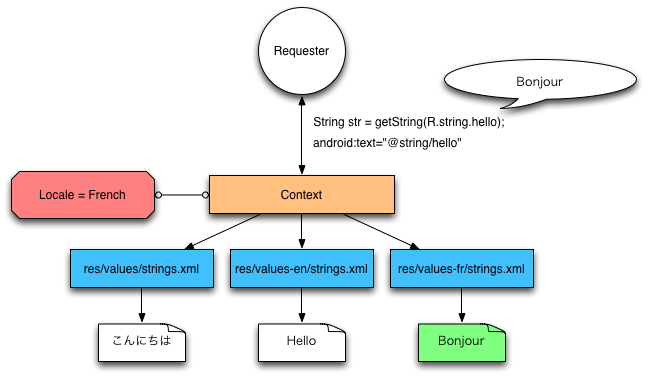 Requester
Bonjour
String str = getString(R.string.hello);
android:text="@string/hello"
Locale = French
Context
res/values/strings.xml
res/values-en/strings.xml
res/values-fr/strings.xml
こんにちは
Hello
Bonjour